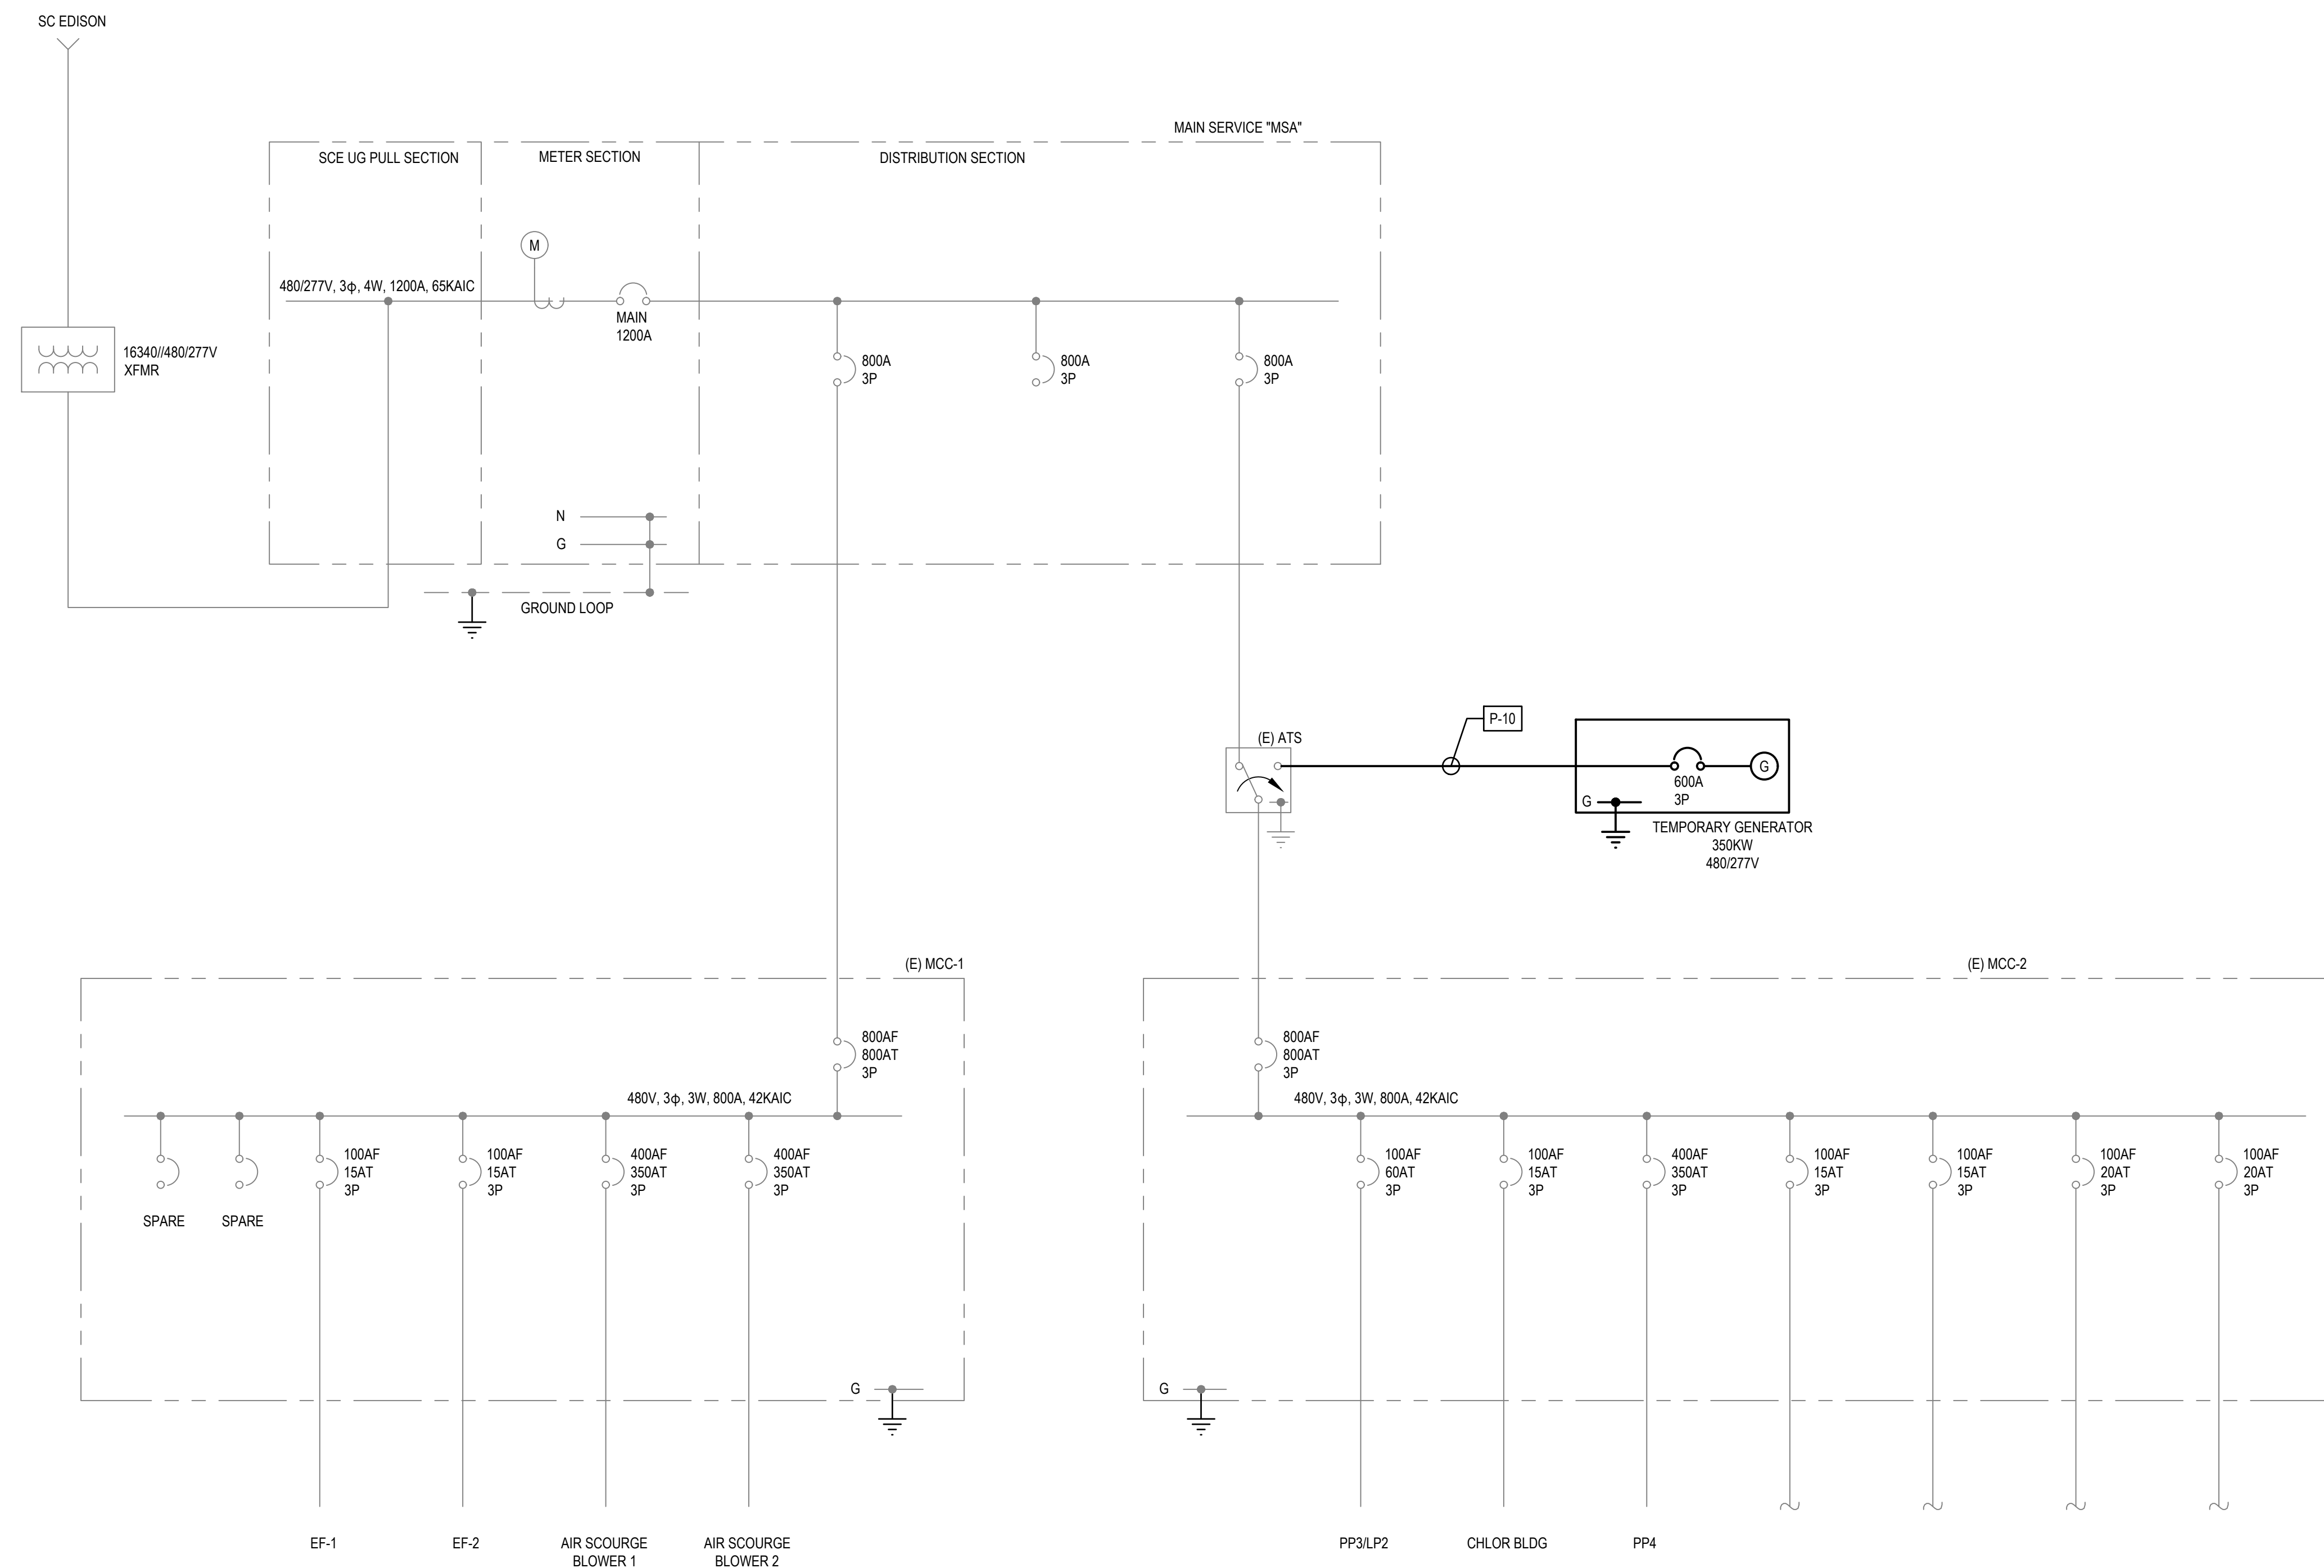 SC EDISON
MAIN SERVICE "MSA"
SCE UG PULL SECTION
METER SECTION
DISTRIBUTION SECTION
M
480/277V, 3ϕ, 4W, 1200A, 65KAIC
MAIN
1200A
16340//480/277V
XFMR
800A
3P
800A
3P
800A
3P
N
G
GROUND LOOP
P-10
(E) ATS
G
600A
3P
G
TEMPORARY GENERATOR
350KW
480/277V
(E) MCC-1
800AF
800AT
3P
480V, 3ϕ, 3W, 800A, 42KAIC
SPARE
SPARE
100AF
15AT
3P
100AF
15AT
3P
400AF
350AT
3P
400AF
350AT
3P
G
EF-1
EF-2
AIR SCOURGE
BLOWER 1
AIR SCOURGE
BLOWER 2
(E) MCC-2
800AF
800AT
3P
480V, 3ϕ, 3W, 800A, 42KAIC
100AF
60AT
3P
100AF
15AT
3P
400AF
350AT
3P
100AF
15AT
3P
100AF
15AT
3P
100AF
20AT
3P
100AF
20AT
3P
G
PP3/LP2
CHLOR BLDG
PP4